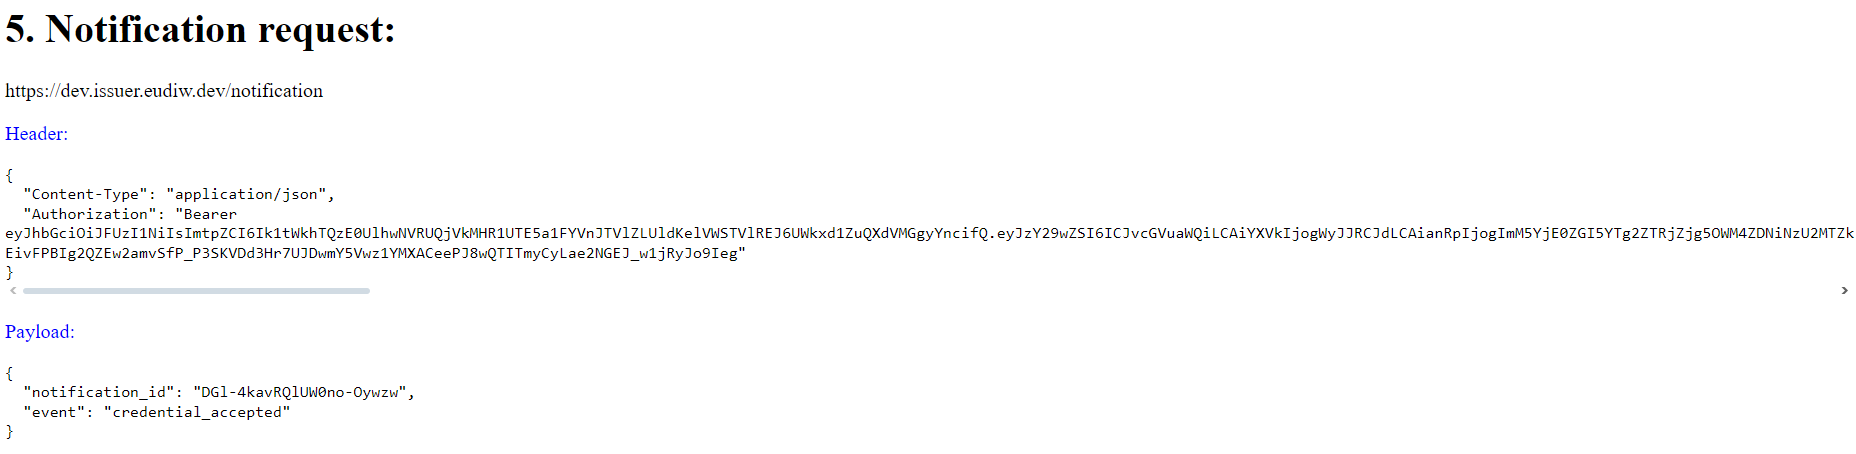 5. Notification request:
https://dev.issuer.eudiw.dev/notification
Header:
{
"Content-Type": "application/json",
"Authorization": "Bearer
eyJhbGciOiJFUzI1NiIsImtpZCI6Ik1tWkhTQzE0UlhwNVRUQjVkMHR1UTE5a1FYVnJTVlZLUldKelVWSTVlREJ6UWkxd1ZuQXdVMGgyYncifQ.eyJzY29wZSI6ICJvcGVuaWQiLCAiYXVkIjogWyJJRCJdLCAianRpIjogImM5YjE0ZGI5YTg2ZTRjZjg5OWM4ZDNiNzU2MTZk
EivFPBIg2QZEw2amvSfP_P3SKVDd3Hr7UJDwmY5Vwz1YMXACeePJ8wQTITmyCyLae2NGEJ_w1jRyJo9Ieg"
}
Payload:
{
"notification_id": "DGl-4kavRQlUW0no-Oywzw",
"event": "credential_accepted"
}